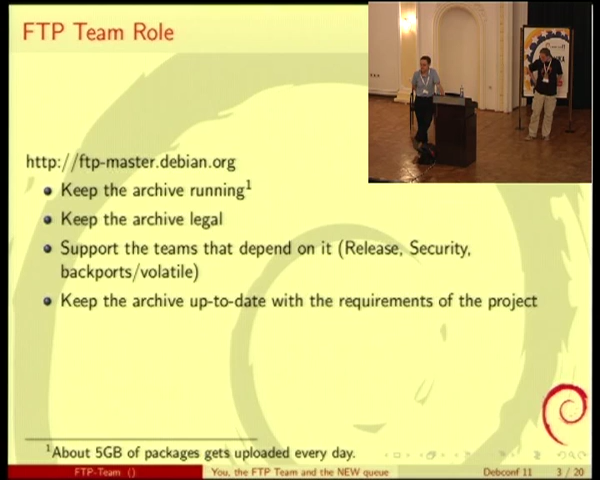 FTP Team Role
http://ftp-master.debian.org
Keep the archive running1
Keep the archive legal
Support the teams that depend on it (Release, Security,
backports/volatile)
Keep the archive up-to-date with the requirements of the project
1About 5GB of packages gets uploaded every day.
FTP-Team () You, the FTP Team and the NEW queue Debconf 11 3 / 20